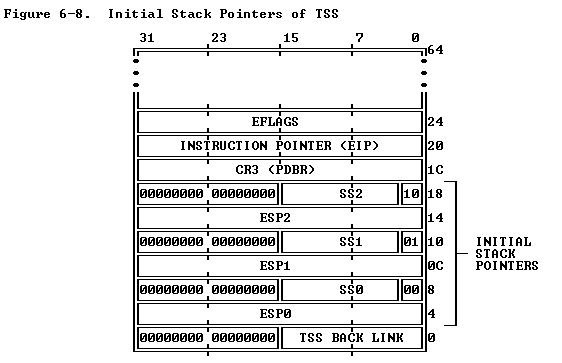 Figure 6-8.  Initial Stack Pointers of TSS
31 23 15 7 0
64
EFLAGS 24
INSTRUCTION POINTER (EIP) 20
CR3 (PDBR) 1C
00000000 00000000 SS2 10 18
ESP2 14
00000000 00000000 SS1 01 10
INITIAL
STACK
POINTERS
ESP1 0C
00000000 00000000 SS0 00 8
ESP0 4
00000000 00000000 TSS BACK LINK 0